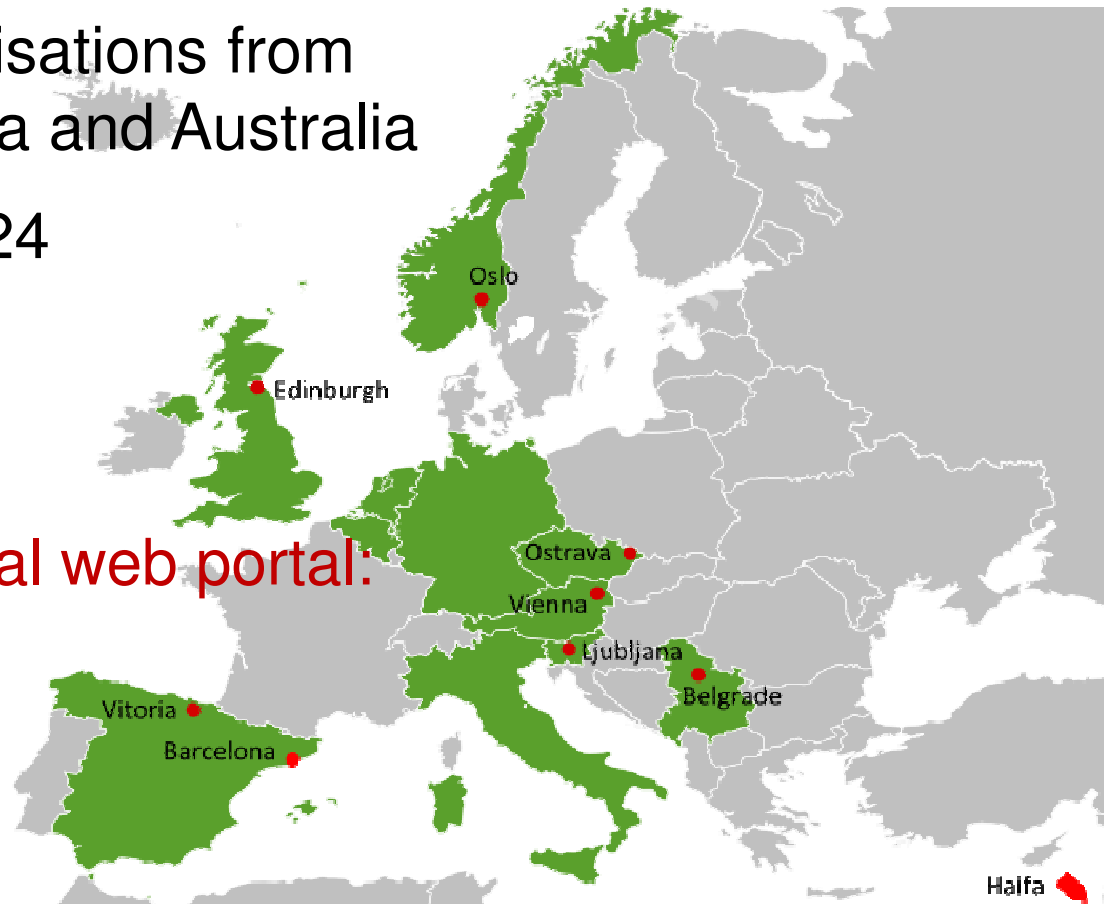 isations from
a and Australia
24
Oslo
Edinburgh
al web portal:
Ostrava
Vienna
Ljubljana
Belgrade
Vitoria
Barcelona
Haifa